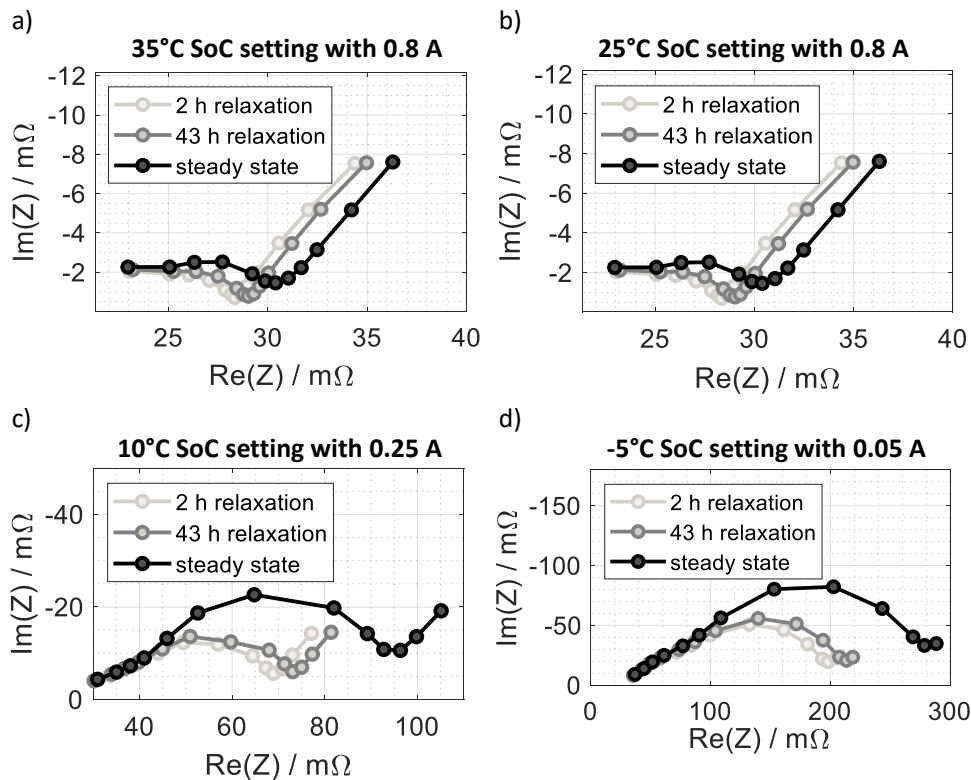 a)
35°C SoC setting with 0.8 A
-12
-10
-8
-6
-4
-2
Im(Z) / mΩ
2 h relaxation
43 h relaxation
steady state
25
30
35
40
Re(Z) / mΩ
b)
25°C SoC setting with 0.8 A
-12
-10
-8
-6
-4
-2
Im(Z) / mΩ
2 h relaxation
43 h relaxation
steady state
25
30
35
40
Re(Z) / mΩ
c)
10°C SoC setting with 0.25 A
-40
-20
0
Im(Z) / mΩ
2 h relaxation
43 h relaxation
steady state
40
60
80
100
Re(Z) / mΩ
d)
-5°C SoC setting with 0.05 A
-150
-100
-50
0
Im(Z) / mΩ
2 h relaxation
43 h relaxation
steady state
0
100
200
300
Re(Z) / mΩ